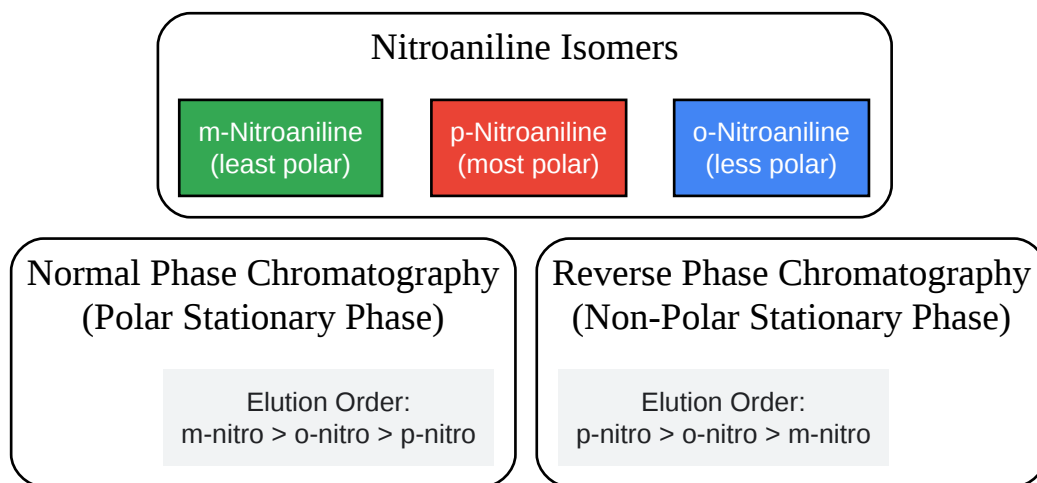 Nitroaniline Isomers
m-Nitroaniline
(least polar)
p-Nitroaniline
(most polar)
o-Nitroaniline
(less polar)
Normal Phase Chromatography
(Polar Stationary Phase)
Elution Order:
m-nitro > o-nitro > p-nitro
Reverse Phase Chromatography
(Non-Polar Stationary Phase)
Elution Order:
p-nitro > o-nitro > m-nitro